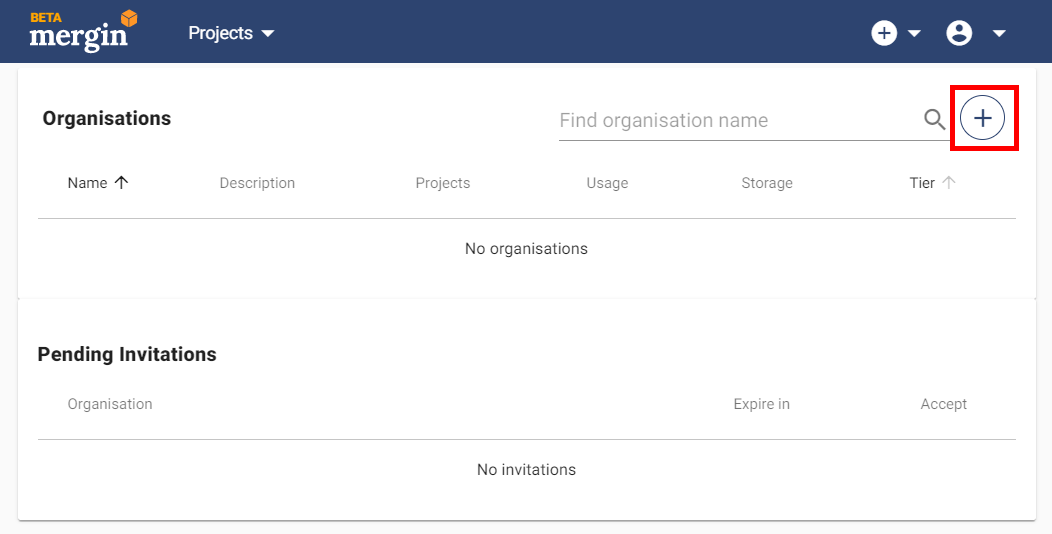 BETA
mergin
Projects
Organisations
Find organisation name
Name Description Projects Usage Storage Tier
No organisations
Pending Invitations
Organisation Expire in Accept
No invitations